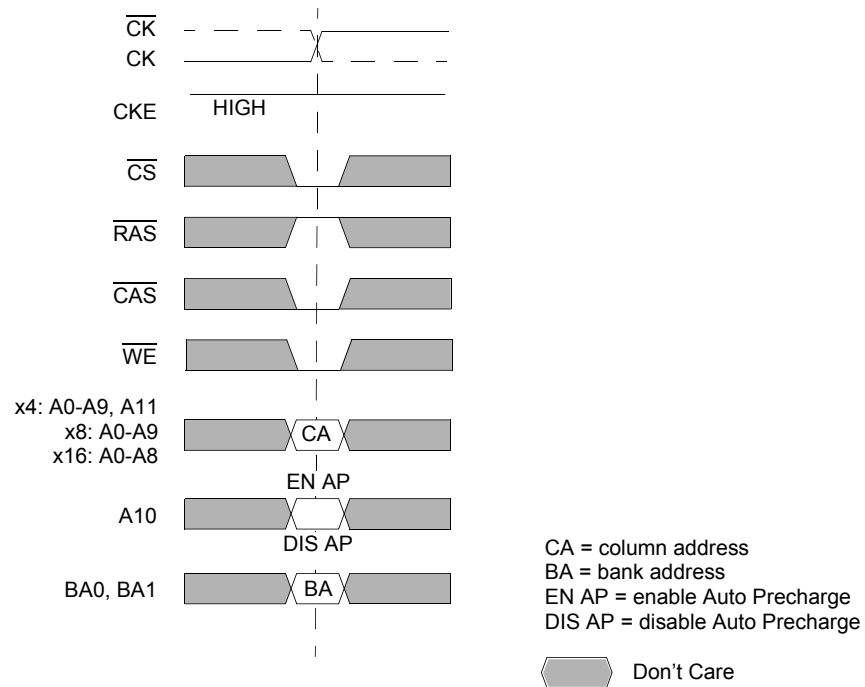 CK
CK
CKE HIGH
CS
RAS
CAS
WE
x4: A0-A9, A11
x8: A0-A9
x16: A0-A8
CA
EN AP
A10
DIS AP
BA0, BA1 BA
CA = column address
BA = bank address
EN AP = enable Auto Precharge
DIS AP = disable Auto Precharge
Don't Care